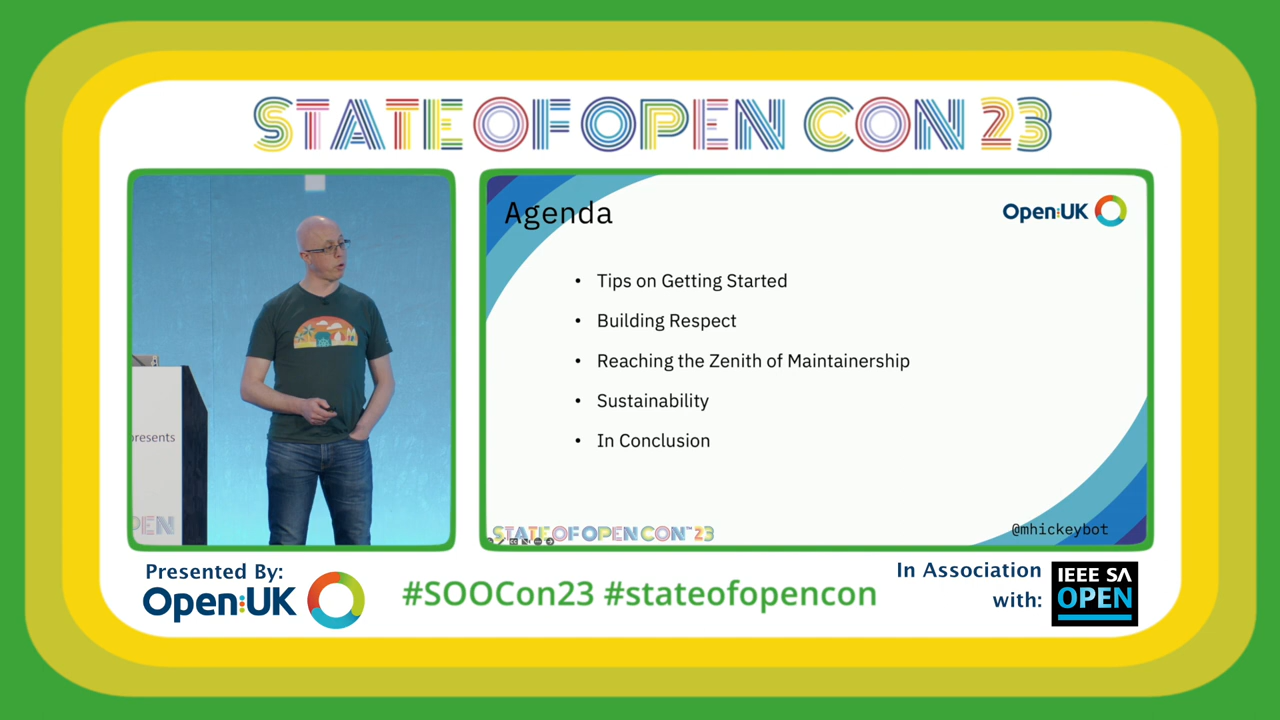 STATE OF OPEN CON 23
presents
PEN
Agenda
Open:UK
• Tips on Getting Started
• Building Respect
• Reaching the Zenith of Maintainership
• Sustainability
• In Conclusion
STATE OF OPEN CON™ 23
@mhickeybot
Presented By:
Open:UK
#SOOCon23 #stateofopencon
In Association
with:
IEEE SA
OPEN